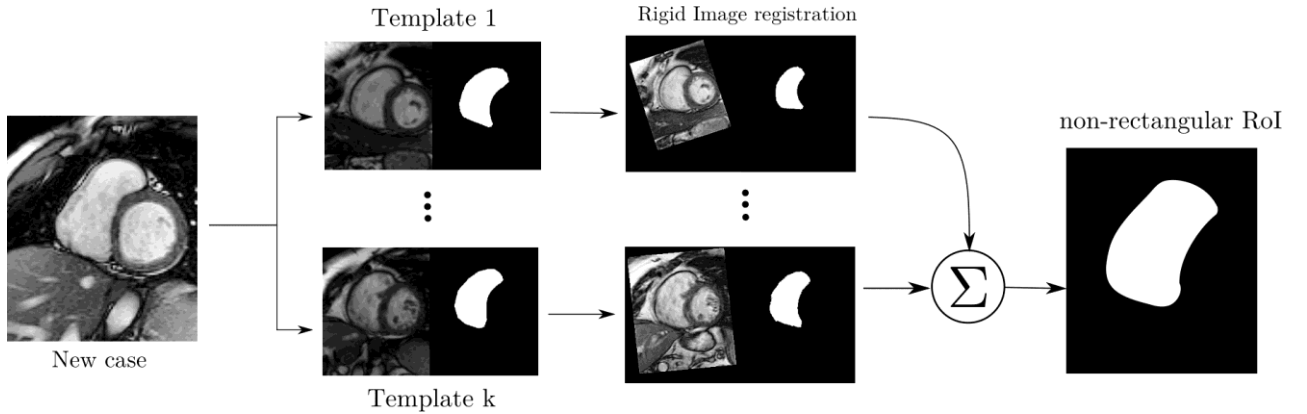 Template 1
Rigid Image registration
non-rectangular RoI
Σ
New case
Template k